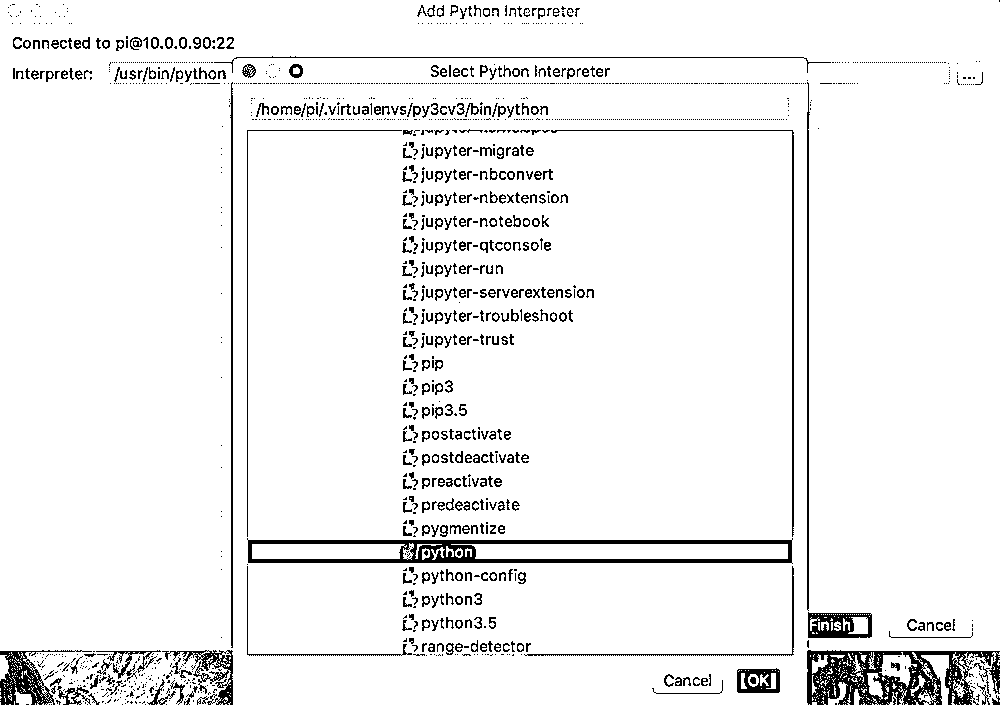 Add Python Interpreter
Connected to pi@10.0.0.90:22
Interpreter: /usr/bin/python ...
Select Python Interpreter
/home/pi/.virtualenvs/py3cv3/bin/python
jupyter-migrate
jupyter-nbconvert
jupyter-nbextension
jupyter-notebook
jupyter-qtconsole
jupyter-run
jupyter-serverextension
jupyter-troubleshoot
jupyter-trust
pip
pip3
pip3.5
postactivate
postdeactivate
preactivate
predeactivate
pygmentize
python
python-config
python3
python3.5
range-detector
Finish Cancel
Cancel OK